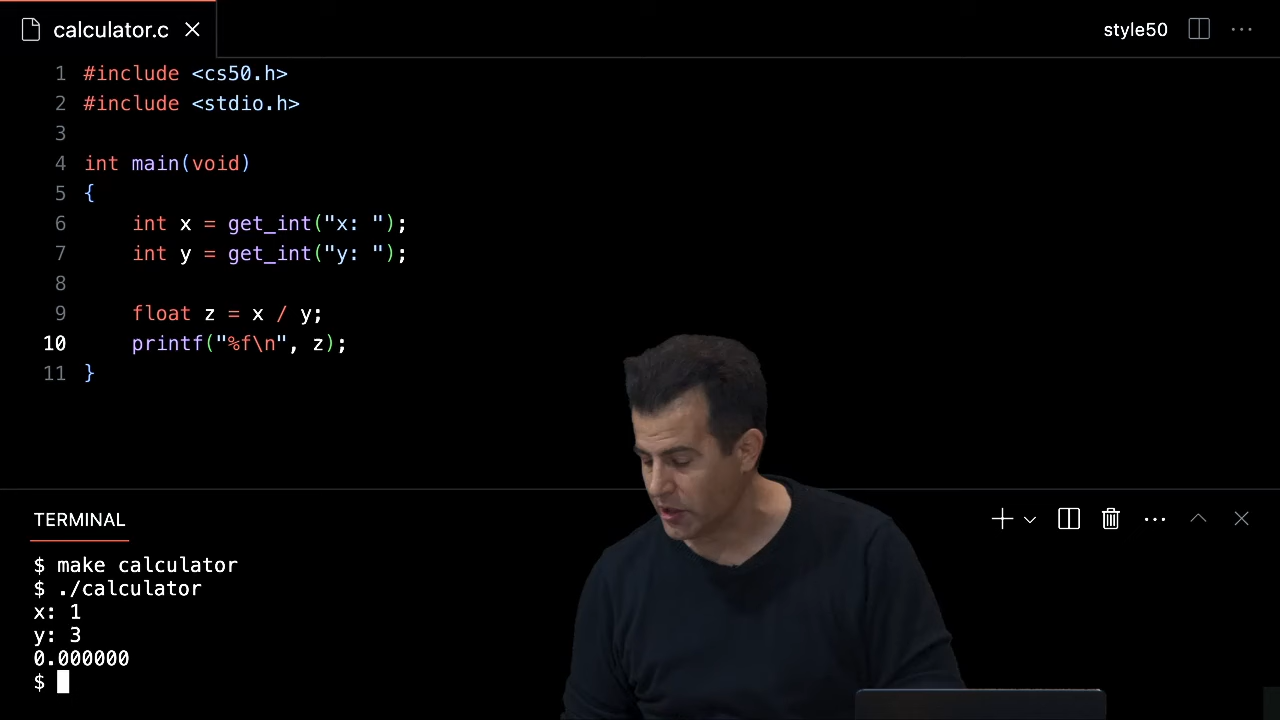 calculator.c
style50
1 #include <cs50.h>
2 #include <stdio.h>
3
4 int main(void)
5 {
6     int x = get_int("x: ");
7     int y = get_int("y: ");
8
9     float z = x / y;
10     printf("%f\n", z);
11 }
TERMINAL
$ make calculator
$ ./calculator
x: 1
y: 3
0.000000
$